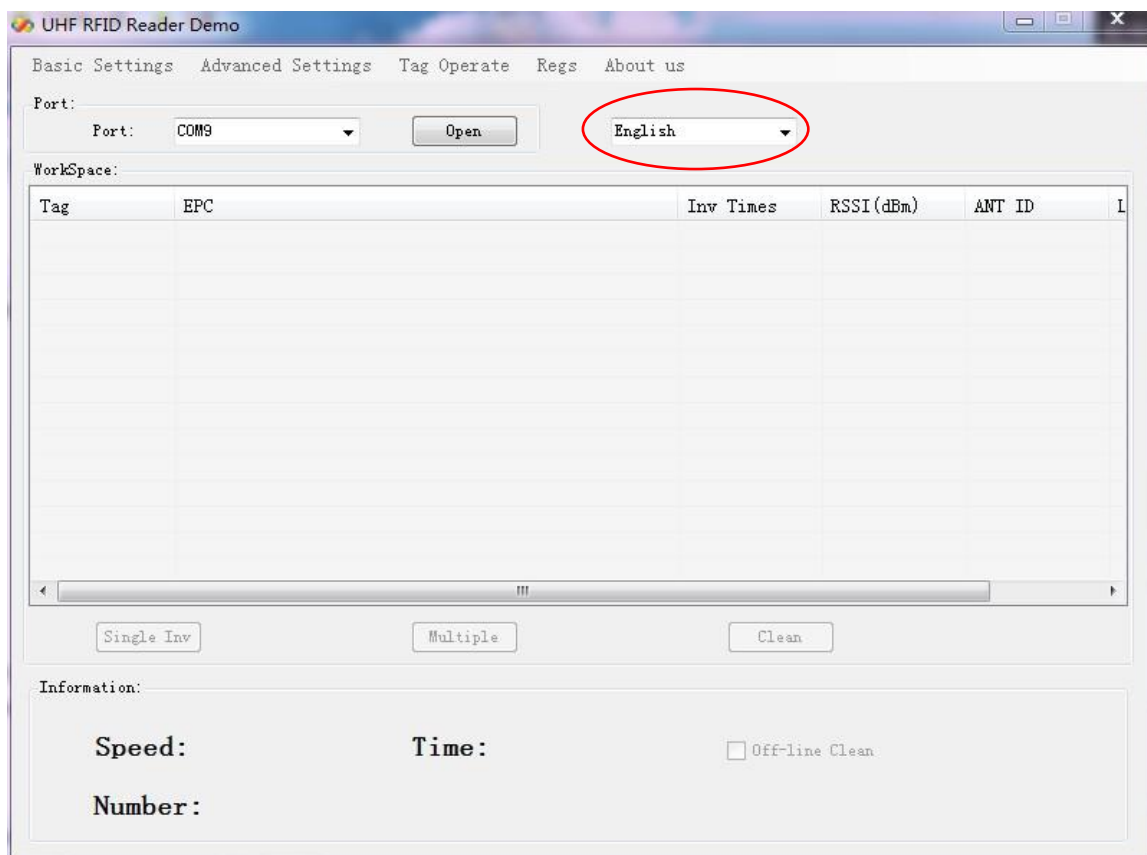 UHF RFID Reader Demo
Basic Settings Advanced Settings Tag Operate Regs About us
Port:
Port: COM9 Open English
WorkSpace:
Tag EPC Inv Times RSSI(dBm) ANT ID L
Single Inv Multiple Clean
Information:
Speed: Time: Off-line Clean
Number: